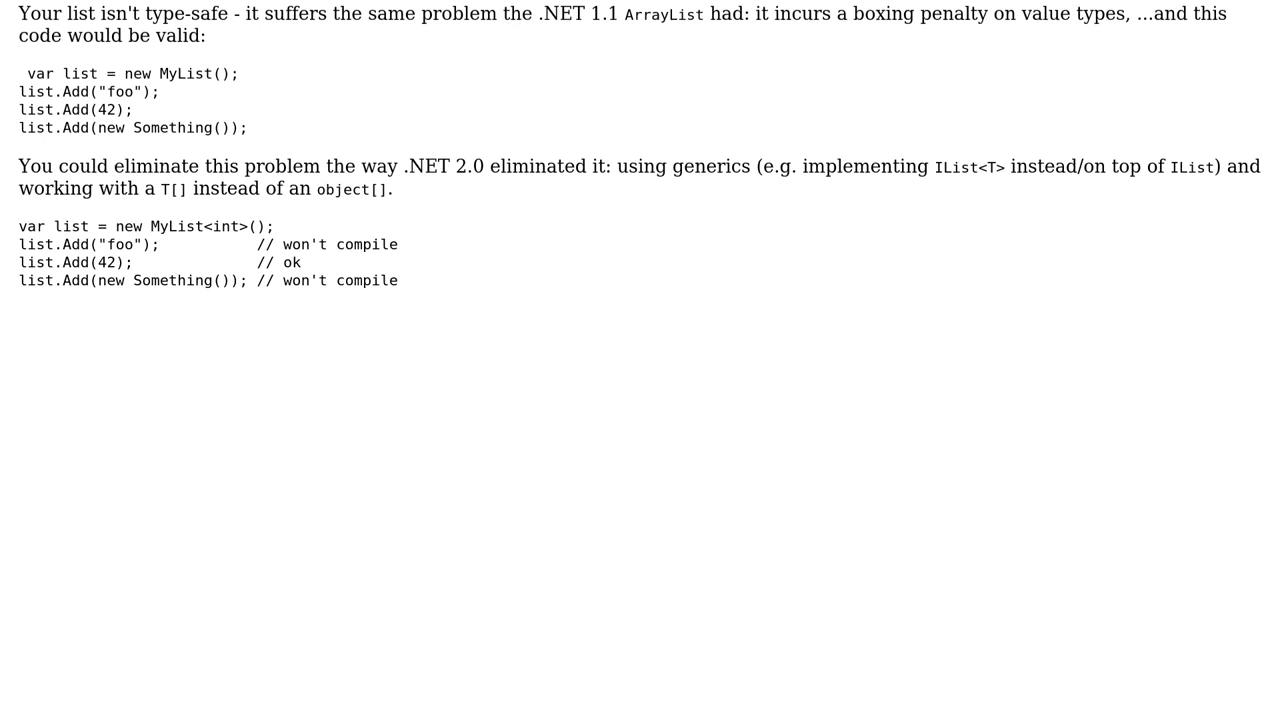 Your list isn't type-safe - it suffers the same problem the .NET 1.1 ArrayList had: it incurs a boxing penalty on value types, ...and this
code would be valid:
 var list = new MyList();
list.Add("foo");
list.Add(42);
list.Add(new Something());
You could eliminate this problem the way .NET 2.0 eliminated it: using generics (e.g. implementing IList<T> instead/on top of IList) and
working with a T[] instead of an object[].
var list = new MyList<int>();
list.Add("foo");           // won't compile
list.Add(42);              // ok
list.Add(new Something()); // won't compile